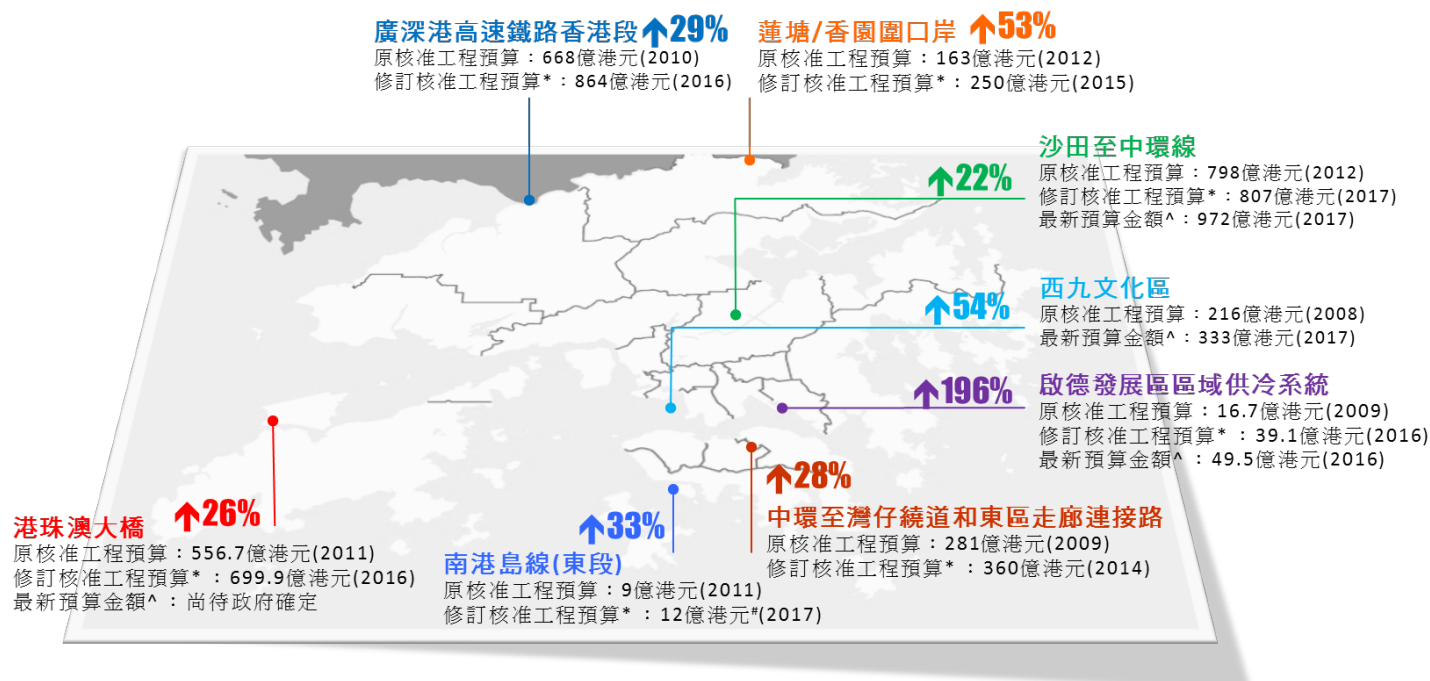 廣深港高速鐵路香港段 ↑29%
原核准工程預算：668億港元(2010)
修訂核准工程預算*：864億港元(2016)
蓮塘/香園圍口岸 ↑53%
原核准工程預算：163億港元(2012)
修訂核准工程預算*：250億港元(2015)
↑22%
沙田至中環線
原核准工程預算：798億港元(2012)
修訂核准工程預算*：807億港元(2017)
最新預算金額^：972億港元(2017)
↑54%
西九文化區
原核准工程預算：216億港元(2008)
最新預算金額^：333億港元(2017)
↑196%
啟德發展區區域供冷系統
原核准工程預算：16.7億港元(2009)
修訂核准工程預算*：39.1億港元(2016)
最新預算金額^：49.5億港元(2016)
↑28%
中環至灣仔繞道和東區走廊連接路
原核准工程預算：281億港元(2009)
修訂核准工程預算*：360億港元(2014)
↑33%
南港島線(東段)
原核准工程預算：9億港元(2011)
修訂核准工程預算*：12億港元#(2017)
港珠澳大橋 ↑26%
原核准工程預算：556.7億港元(2011)
修訂核准工程預算*：699.9億港元(2016)
最新預算金額^：尚待政府確定